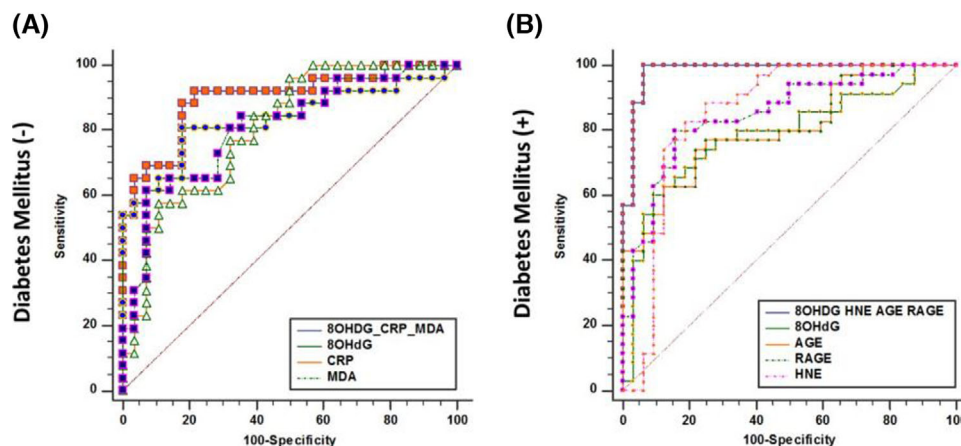 (A)
Diabetes Mellitus (-)
Sensitivity
100
80
60
40
20
0
0 20 40 60 80 100
100-Specificity
8OHDG_CRP_MDA
8OHdG
CRP
MDA
(B)
Diabetes Mellitus (+)
Sensitivity
100
80
60
40
20
0
0 20 40 60 80 100
100-Specificity
8OHDG HNE AGE RAGE
8OHdG
AGE
RAGE
HNE